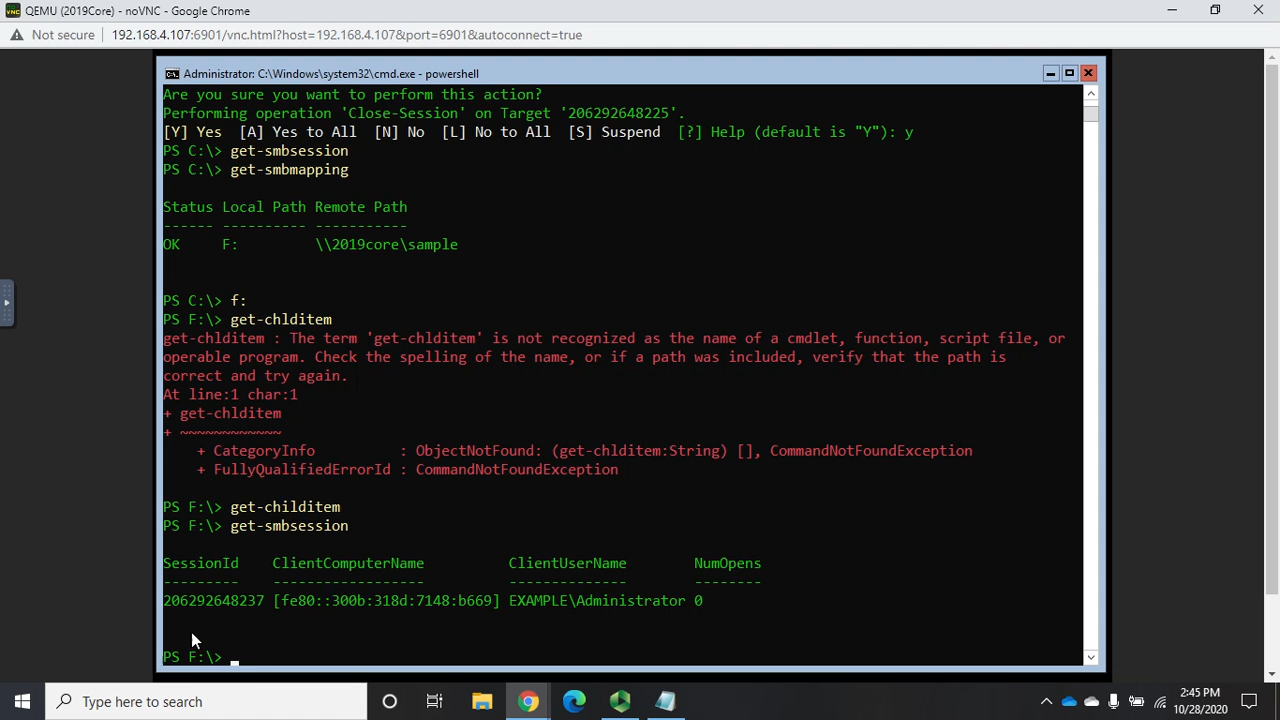 QEMU (2019Core) - noVNC - Google Chrome
Not secure 192.168.4.107:6901/vnc.html?host=192.168.4.107&port=6901&autoconnect=true
Administrator: C:\Windows\system32\cmd.exe - powershell
Are you sure you want to perform this action?
Performing operation 'Close-Session' on Target '206292648225'.
[Y] Yes  [A] Yes to All  [N] No  [L] No to All  [S] Suspend  [?] Help (default is "Y"): y
PS C:\> get-smbsession
PS C:\> get-smbmapping
Status Local Path Remote Path
------ ---------- -----------
OK     F:         \\2019core\sample
PS C:\> f:
PS F:\> get-chlditem
get-chlditem : The term 'get-chlditem' is not recognized as the name of a cmdlet, function, script file, or
operable program. Check the spelling of the name, or if a path was included, verify that the path is
correct and try again.
At line:1 char:1
+ get-chlditem
+ ~~~~~~~~~~~~
    + CategoryInfo          : ObjectNotFound: (get-chlditem:String) [], CommandNotFoundException
    + FullyQualifiedErrorId : CommandNotFoundException
PS F:\> get-childitem
PS F:\> get-smbsession
SessionId    ClientComputerName          ClientUserName        NumOpens
---------    ------------------          --------------        --------
206292648237 [fe80::300b:318d:7148:b669] EXAMPLE\Administrator 0
PS F:\>
Type here to search
2:45 PM
10/28/2020